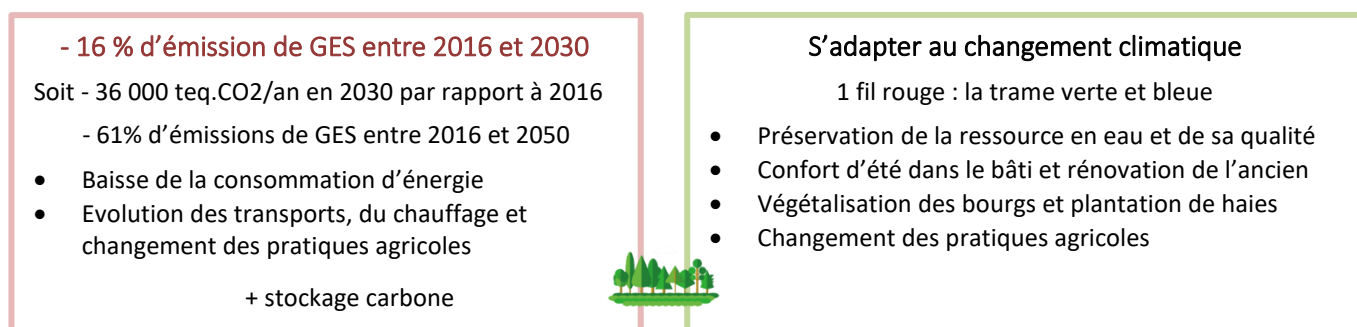 - 16 % d’émission de GES entre 2016 et 2030
Soit - 36 000 teq.CO2/an en 2030 par rapport à 2016
- 61% d’émissions de GES entre 2016 et 2050
• Baisse de la consommation d’énergie
• Evolution des transports, du chauffage et
changement des pratiques agricoles
+ stockage carbone
S’adapter au changement climatique
1 fil rouge : la trame verte et bleue
• Préservation de la ressource en eau et de sa qualité
• Confort d’été dans le bâti et rénovation de l’ancien
• Végétalisation des bourgs et plantation de haies
• Changement des pratiques agricoles